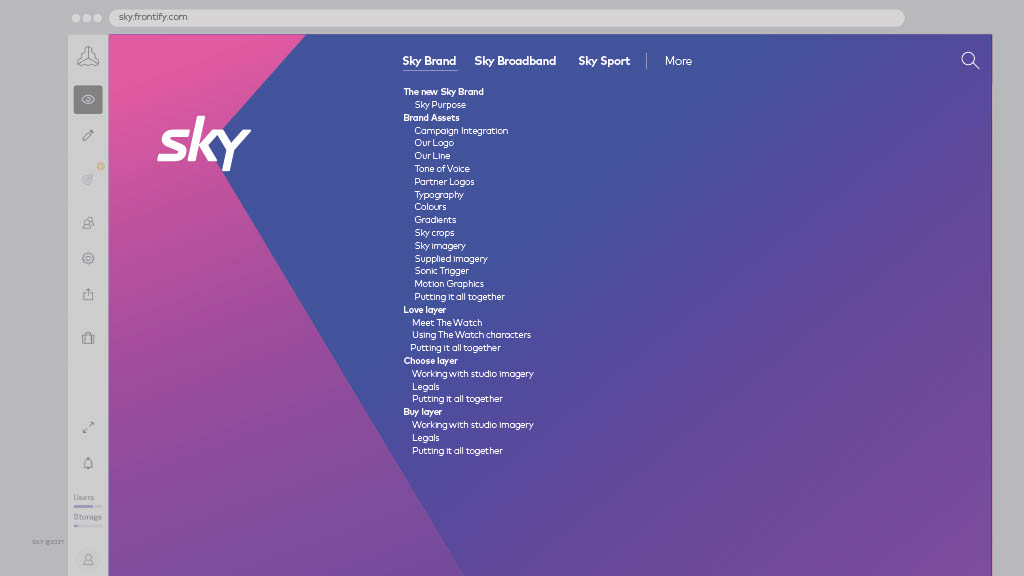 sky.frontify.com
Sky Brand Sky Broadband Sky Sport More
sky
The new Sky Brand
Sky Purpose
Brand Assets
Campaign Integration
Our Logo
Our Line
Tone of Voice
Partner Logos
Typography
Colours
Gradients
Sky crops
Sky imagery
Supplied imagery
Sonic Trigger
Motion Graphics
Putting it all together
Love layer
Meet The Watch
Using The Watch characters
Putting it all together
Choose layer
Working with studio imagery
Legals
Putting it all together
Buy layer
Working with studio imagery
Legals
Putting it all together
Users
Storage
SKY @2021